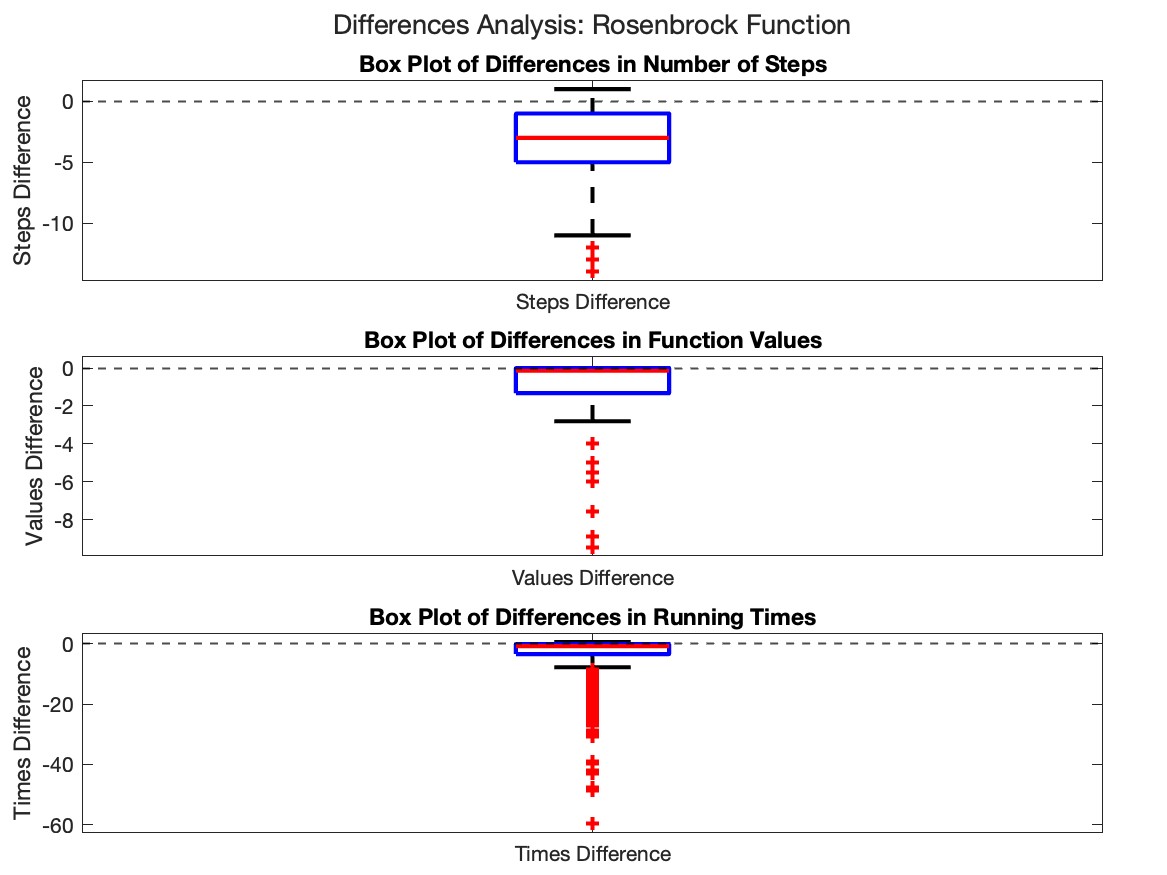 Differences Analysis: Rosenbrock Function
Box Plot of Differences in Number of Steps
Steps Difference
0
-5
-10
Steps Difference
Box Plot of Differences in Function Values
Values Difference
0
-2
-4
-6
-8
Values Difference
Box Plot of Differences in Running Times
Times Difference
0
-20
-40
-60
Times Difference